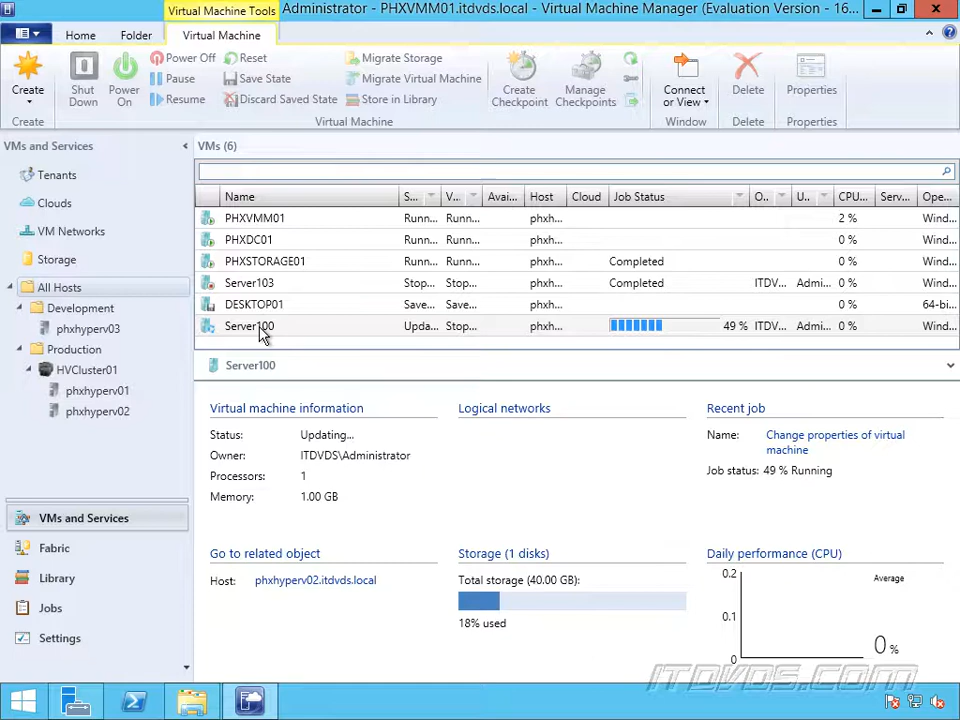 Virtual Machine Tools
Administrator - PHXVMM01.itdvds.local - Virtual Machine Manager (Evaluation Version - 16...
Home Folder Virtual Machine
Create
Shut Down
Power On
Power Off
Pause
Resume
Reset
Save State
Discard Saved State
Migrate Storage
Migrate Virtual Machine
Store in Library
Create Checkpoint
Manage Checkpoints
Connect or View
Delete
Properties
Create Virtual Machine Window Delete Properties
VMs and Services
Tenants
Clouds
VM Networks
Storage
All Hosts
Development
phxhyperv03
Production
HVCluster01
phxhyperv01
phxhyperv02
VMs and Services
Fabric
Library
Jobs
Settings
VMs (6)
Name S... V... Avai... Host Cloud Job Status O.. U.. CPU... Serv... Ope...
PHXVMM01 Runn... Runn... phxh... 2 % Wind...
PHXDC01 Runn... Runn... phxh... 0 % Wind...
PHXSTORAGE01 Runn... Runn... phxh... Completed 0 % Wind...
Server103 Stop... Stop... phxh... Completed ITDV... Admi... 0 % Wind...
DESKTOP01 Save... Save... phxh... 0 % 64-bi...
Server100 Upda... Stop... phxh... 49 % ITDV... Admi... 0 % Wind...
Server100
Virtual machine information
Status: Updating...
Owner: ITDVDS\Administrator
Processors: 1
Memory: 1.00 GB
Logical networks
Recent job
Name: Change properties of virtual
machine
Job status: 49 % Running
Go to related object
Host: phxhyperv02.itdvds.local
Storage (1 disks)
Total storage (40.00 GB):
18% used
Daily performance (CPU)
0.2
0.1
0
Average
0 %
ITDVDS.COM